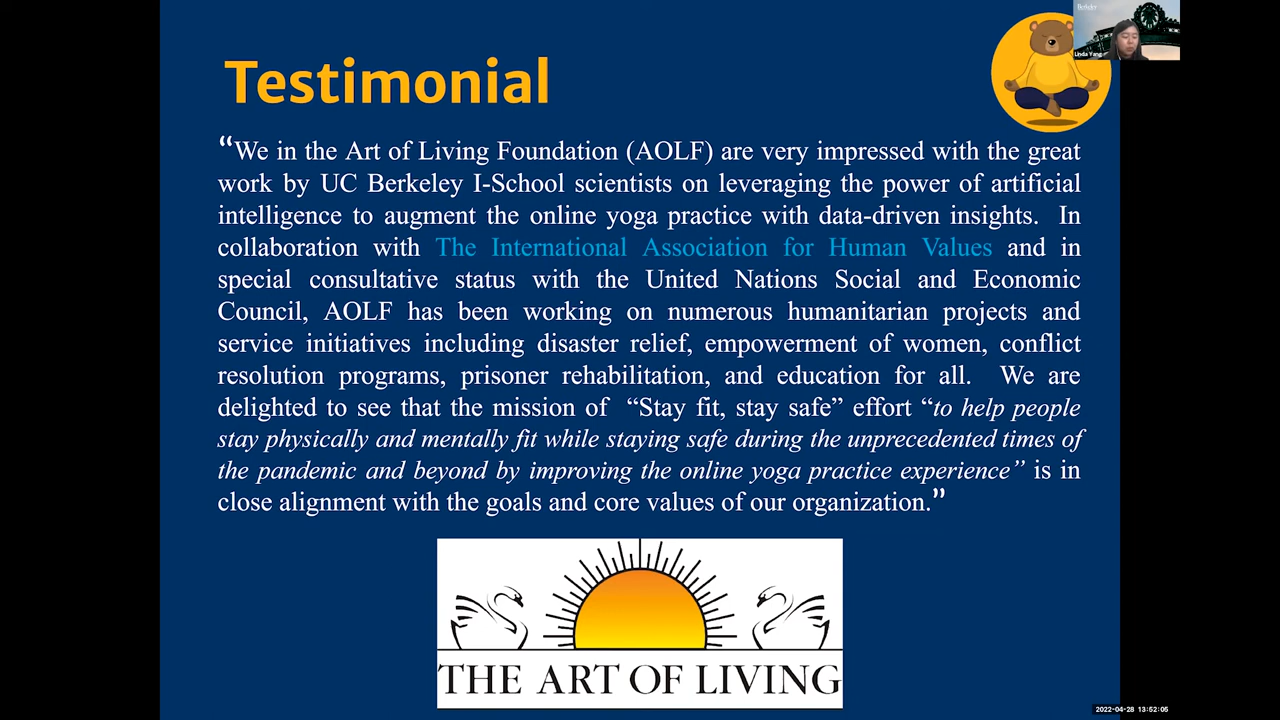 Berkeley
Linda Yang
Testimonial
“We in the Art of Living Foundation (AOLF) are very impressed with the great
work by UC Berkeley I-School scientists on leveraging the power of artificial
intelligence to augment the online yoga practice with data-driven insights. In
collaboration with The International Association for Human Values and in
special consultative status with the United Nations Social and Economic
Council, AOLF has been working on numerous humanitarian projects and
service initiatives including disaster relief, empowerment of women, conflict
resolution programs, prisoner rehabilitation, and education for all. We are
delighted to see that the mission of “Stay fit, stay safe” effort “to help people
stay physically and mentally fit while staying safe during the unprecedented times of
the pandemic and beyond by improving the online yoga practice experience” is in
close alignment with the goals and core values of our organization.”
THE ART OF LIVING
2022-04-28 13:52:05